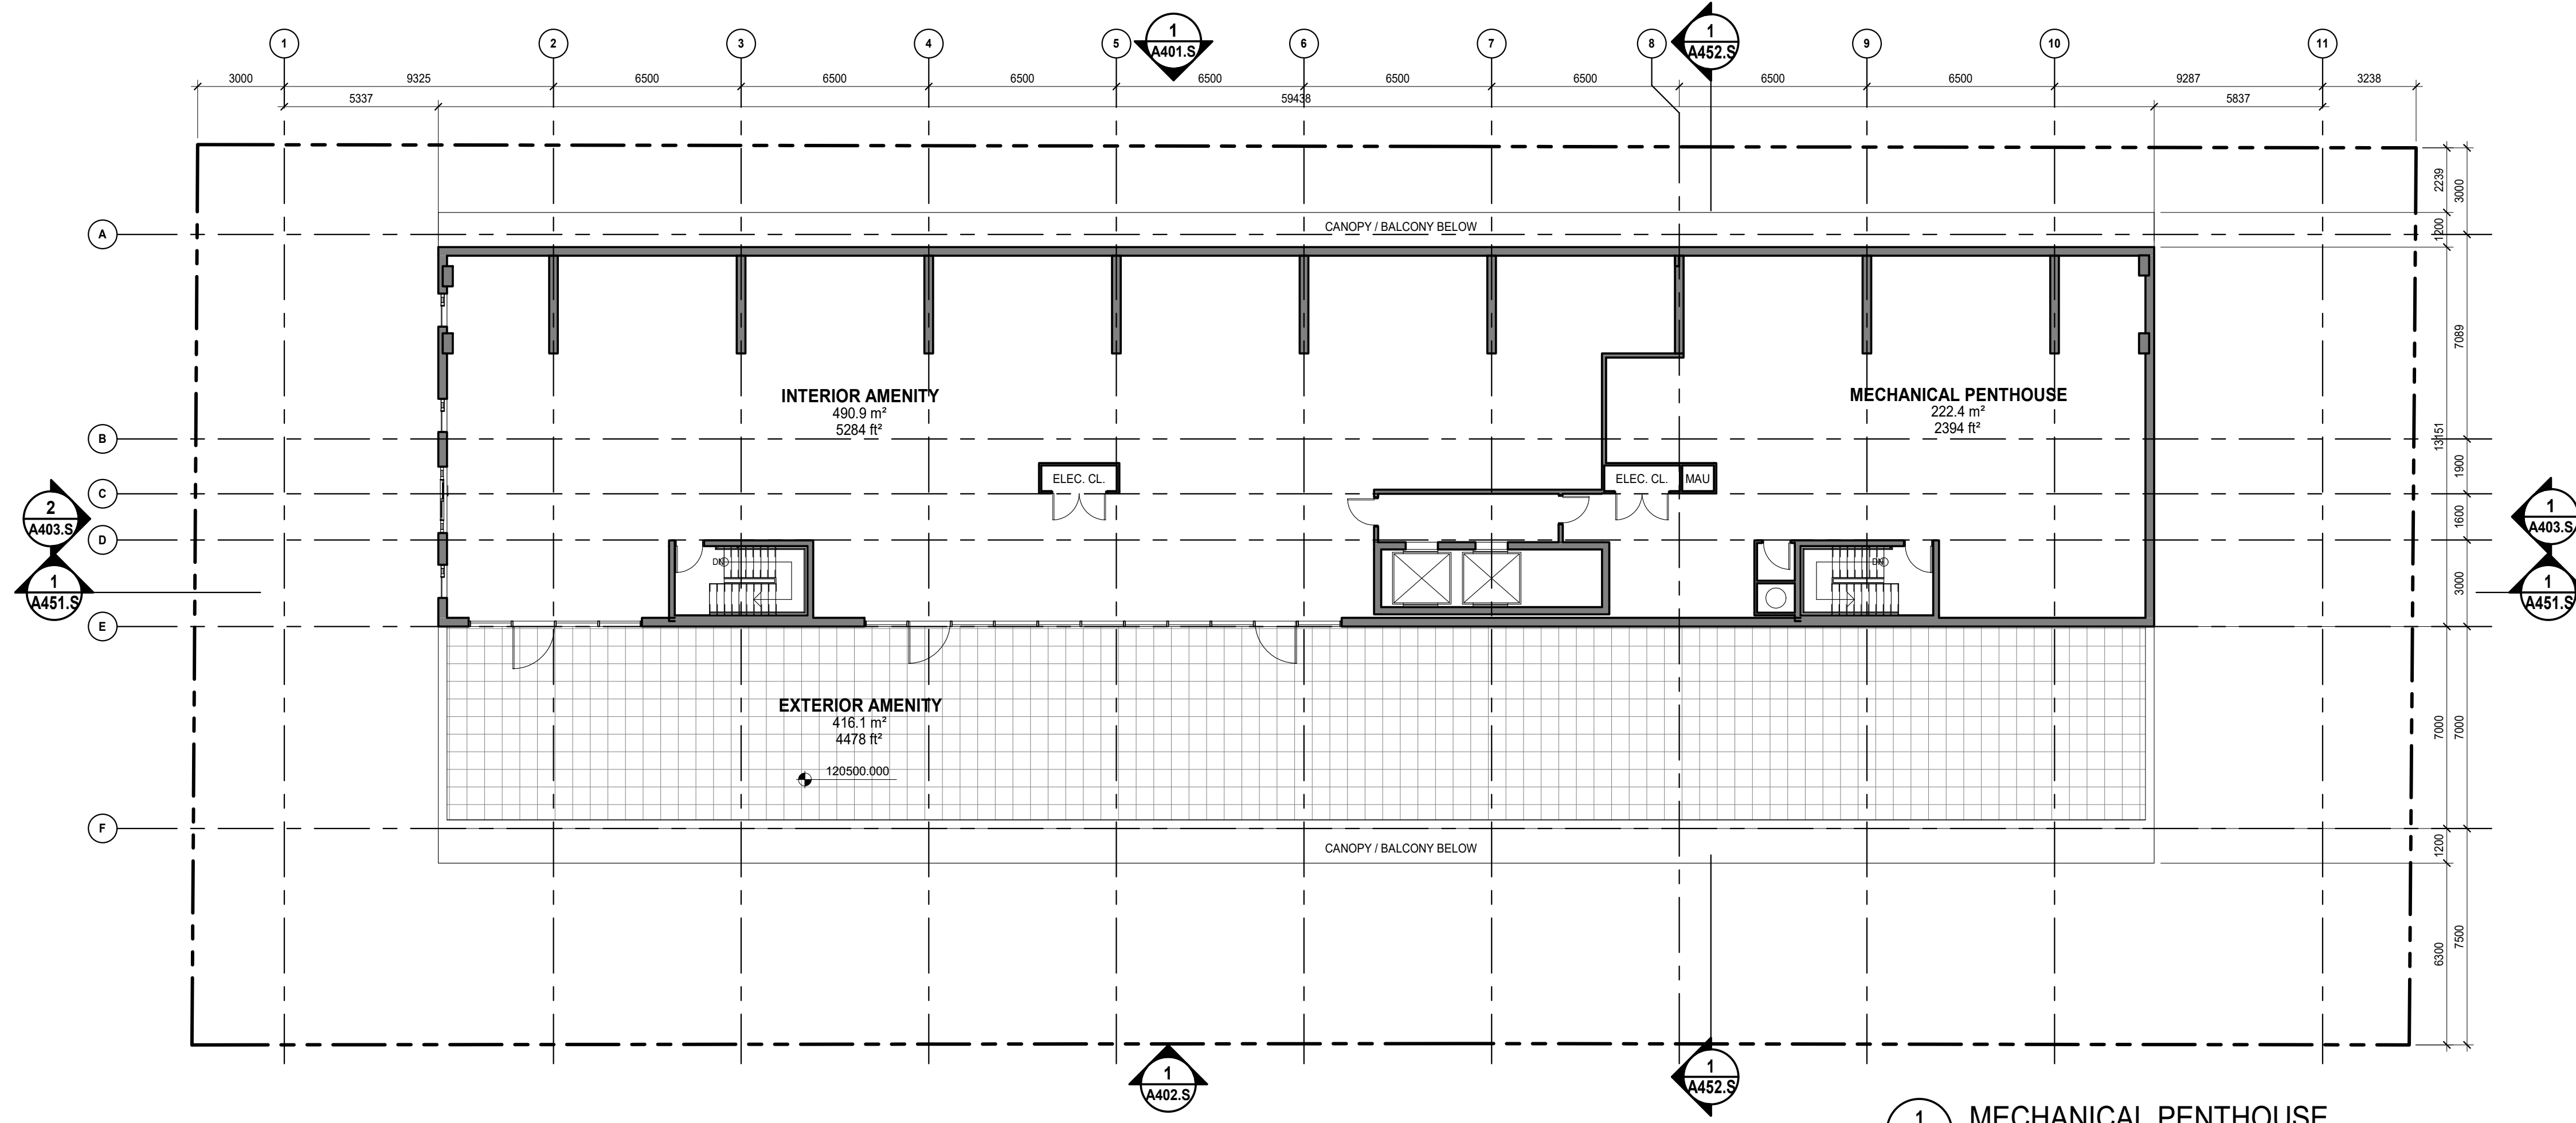 1
A401.S
1
A452.S
1
2
3
4
5
6
7
8
9
10
11
3000
9325
6500
6500
6500
6500
6500
6500
6500
6500
9287
3238
5337
59438
5837
2239
3000
A
CANOPY / BALCONY BELOW
1200
7089
INTERIOR AMENITY
490.9 m²
5284 ft²
MECHANICAL PENTHOUSE
222.4 m²
2394 ft²
B
13151
1900
ELEC. CL.
ELEC. CL.
MAU
C
2
A403.S
1
A403.S
1600
D
DN
DN
3000
1
A451.S
1
A451.S
E
EXTERIOR AMENITY
416.1 m²
4478 ft²
7000
7000
120500.000
F
CANOPY / BALCONY BELOW
1200
7500
6300
1
A402.S
1
A452.S
1
MECHANICAL PENTHOUSE